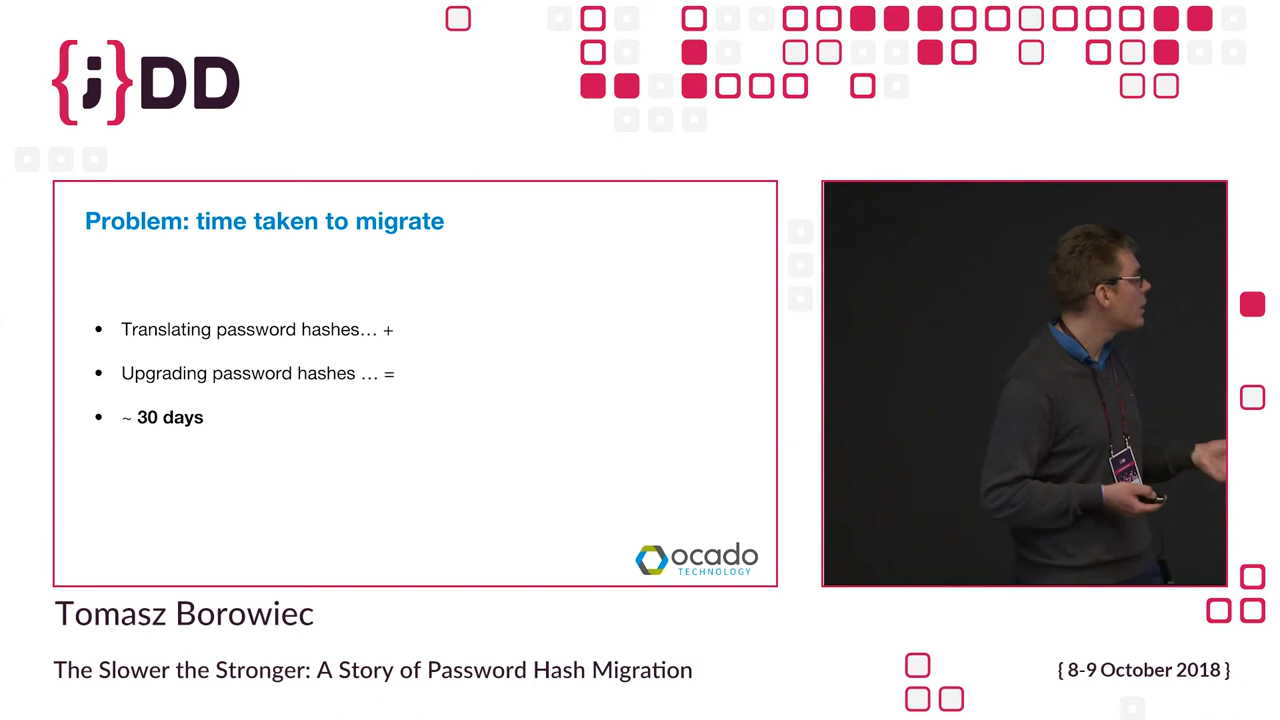 {;}DD
Problem: time taken to migrate
• Translating password hashes… +
• Upgrading password hashes … =
• ~ 30 days
ocado
TECHNOLOGY
Tomasz Borowiec
The Slower the Stronger: A Story of Password Hash Migration
{ 8-9 October 2018 }